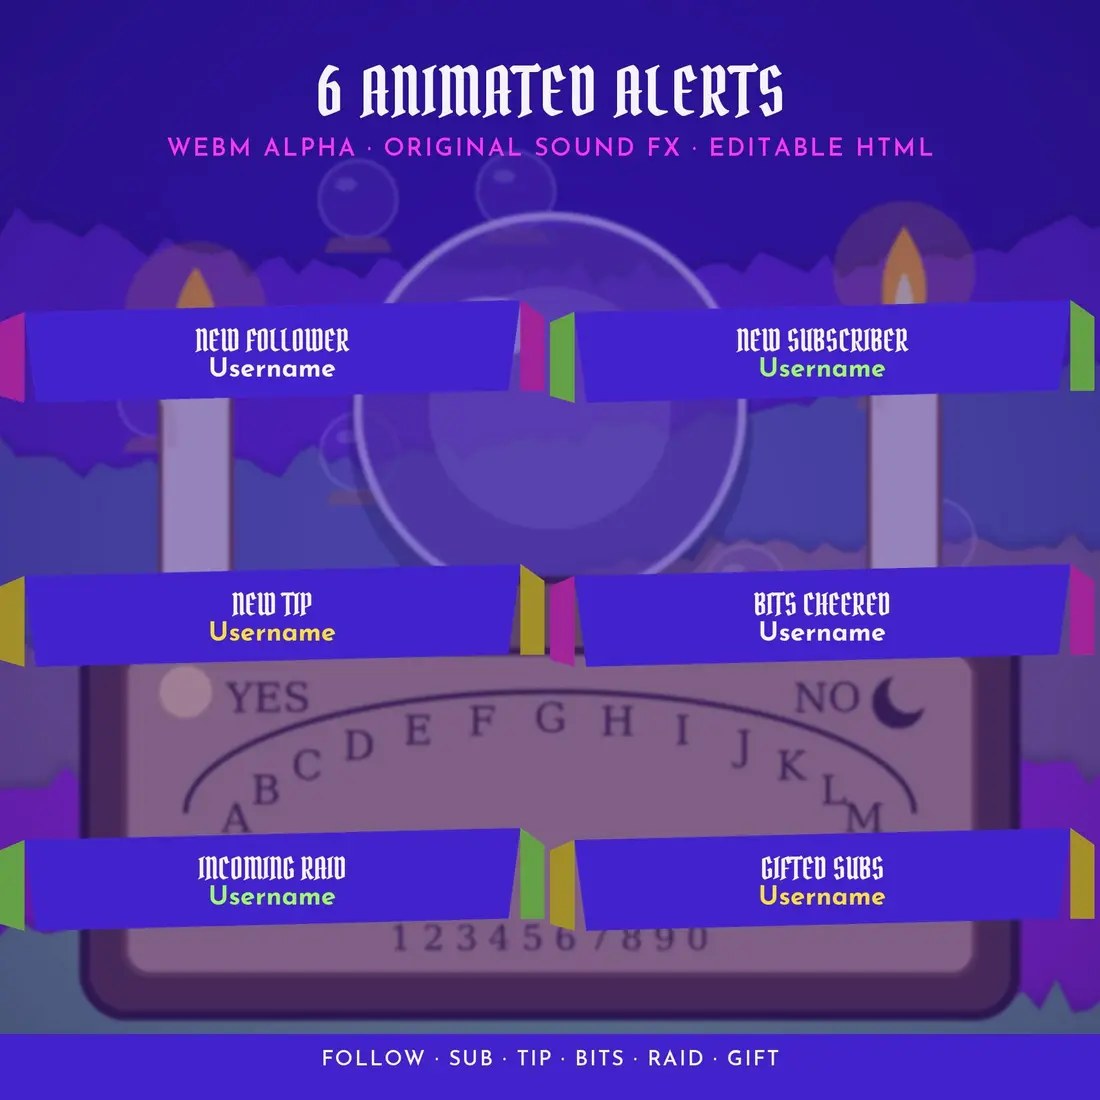 6 ANIMATED ALERTS
WEBM ALPHA · ORIGINAL SOUND FX · EDITABLE HTML
NEW FOLLOWER
Username
NEW SUBSCRIBER
Username
NEW TIP
Username
BITS CHEERED
Username
YES
NO
A B C D E F G H I J K L M
INCOMING RAID
Username
GIFTED SUBS
Username
1 2 3 4 5 6 7 8 9 0
FOLLOW · SUB · TIP · BITS · RAID · GIFT